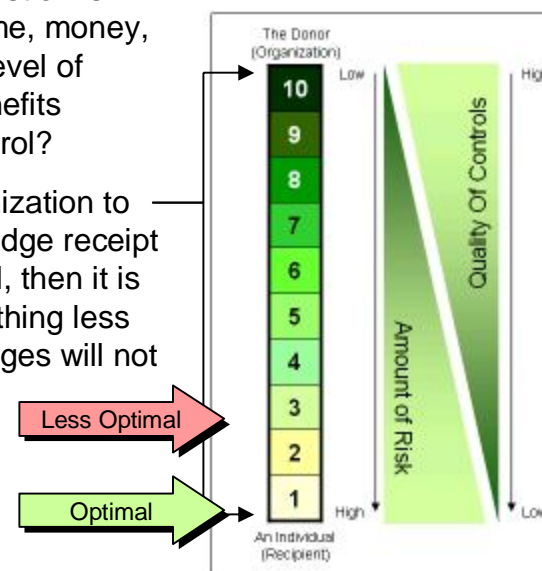 me, money,
evel of
nefits
rol?
ization to
dge receipt
l, then it is
thing less
ges will not
Less Optimal
Optimal
The Donor
(Organization)
Low
High
10
9
8
7
6
5
4
3
2
1
Quality Of Controls
Amount of Risk
High
Low
An Individual
(Recipient)